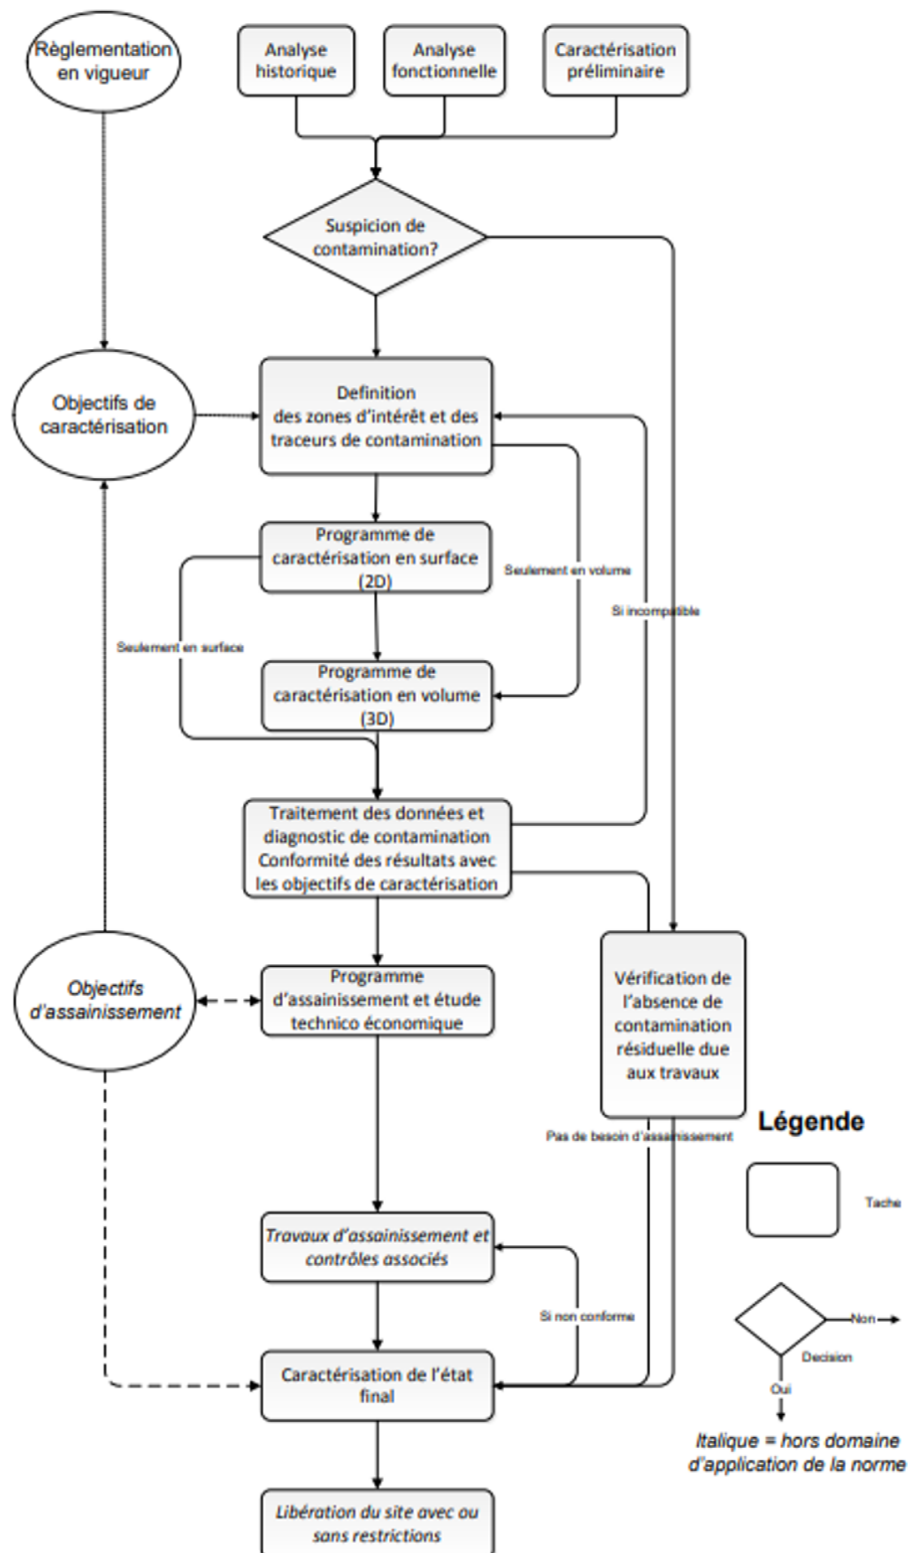 Règlementation
en vigueur
Analyse
historique
Analyse
fonctionnelle
Caractérisation
préliminaire
Suspicion de
contamination?
Objectifs de
caractérisation
Definition
des zones d'intérêt et des
traceurs de contamination
Programme de
caractérisation en surface
(2D)
Seulement en volume
Si incompatible
Seulement en surface
Programme de
caractérisation en volume
(3D)
Traitement des données et
diagnostic de contamination
Conformité des résultats avec
les objectifs de caractérisation
Objectifs
d'assainissement
Programme
d'assainissement et étude
technico économique
Vérification de
l'absence de
contamination
résiduelle due
aux travaux
Pas de besoin d'assainissement
Légende
Tache
Travaux d'assainissement et
contrôles associés
Si non conforme
Non
Decision
Oui
Caractérisation de l'état
final
Italique = hors domaine
d'application de la norme
Libération du site avec ou
sans restrictions